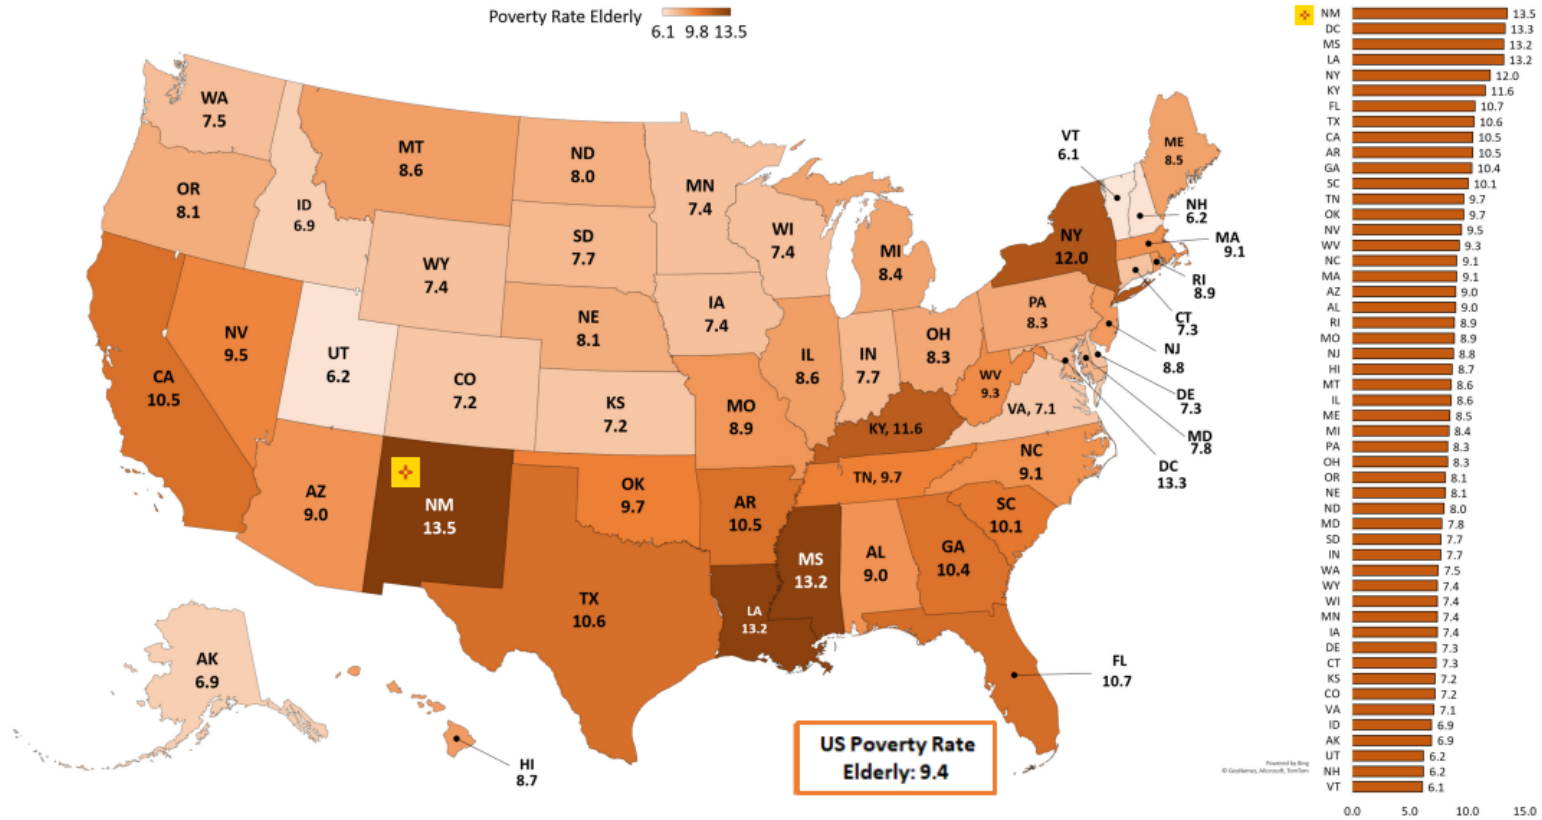 Poverty Rate Elderly
6.1 9.8 13.5
WA
7.5
OR
8.1
ID
6.9
MT
8.6
ND
8.0
MN
7.4
WI
7.4
MI
8.4
SD
7.7
WY
7.4
NE
8.1
IA
7.4
NV
9.5
UT
6.2
CO
7.2
KS
7.2
CA
10.5
AZ
9.0
NM
13.5
OK
9.7
TX
10.6
MO
8.9
AR
10.5
LA
13.2
MS
13.2
AL
9.0
GA
10.4
SC
10.1
NC
9.1
TN, 9.7
KY, 11.6
IL
8.6
IN
7.7
OH
8.3
WV
9.3
VA, 7.1
PA
8.3
NY
12.0
VT
6.1
ME
8.5
NH
6.2
MA
9.1
RI
8.9
CT
7.3
NJ
8.8
DE
7.3
MD
7.8
DC
13.3
FL
10.7
AK
6.9
HI
8.7
US Poverty Rate
Elderly: 9.4
Powered by Bing
© GeoNames, Microsoft, TomTom
NM 13.5
DC 13.3
MS 13.2
LA 13.2
NY 12.0
KY 11.6
FL 10.7
TX 10.6
CA 10.5
AR 10.5
GA 10.4
SC 10.1
TN 9.7
OK 9.7
NV 9.5
WV 9.3
NC 9.1
MA 9.1
AZ 9.0
AL 9.0
RI 8.9
MO 8.9
NJ 8.8
HI 8.7
MT 8.6
IL 8.6
ME 8.5
MI 8.4
PA 8.3
OH 8.3
OR 8.1
NE 8.1
ND 8.0
MD 7.8
SD 7.7
IN 7.7
WA 7.5
WY 7.4
WI 7.4
MN 7.4
IA 7.4
DE 7.3
CT 7.3
KS 7.2
CO 7.2
VA 7.1
ID 6.9
AK 6.9
UT 6.2
NH 6.2
VT 6.1
0.0 5.0 10.0 15.0